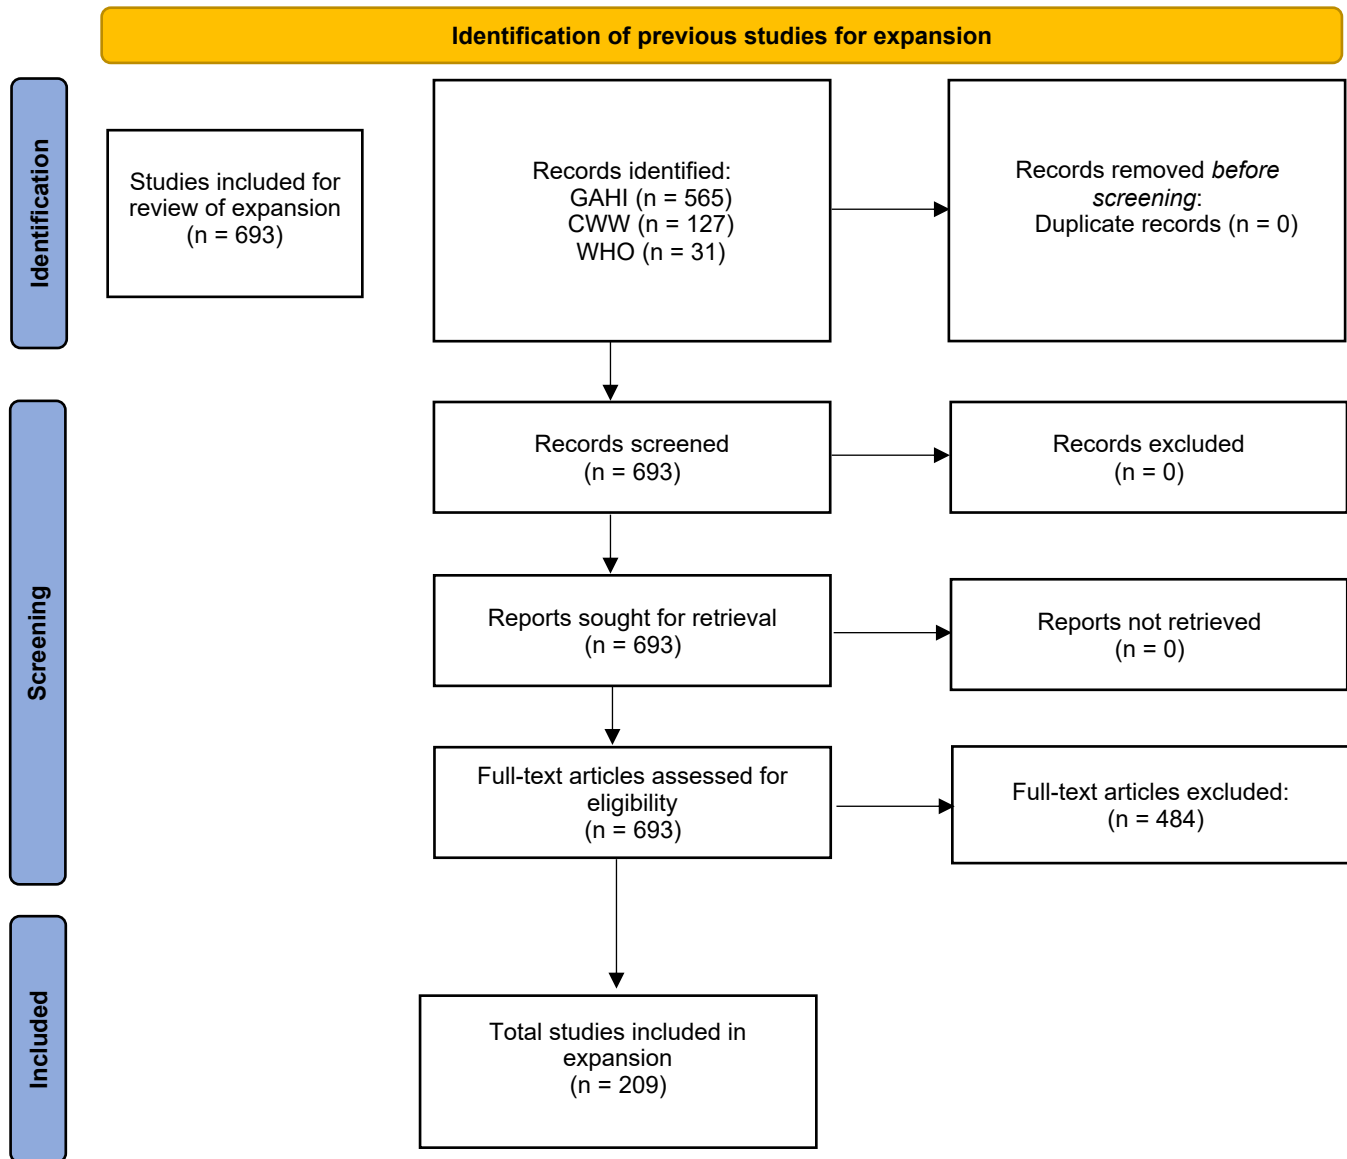 Identification of previous studies for expansion
Identification
Studies included for
review of expansion
(n = 693)
Records identified:
GAHI (n = 565)
CWW (n = 127)
WHO (n = 31)
Records removed before
screening:
Duplicate records (n = 0)
Screening
Records screened
(n = 693)
Records excluded
(n = 0)
Reports sought for retrieval
(n = 693)
Reports not retrieved
(n = 0)
Full-text articles assessed for
eligibility
(n = 693)
Full-text articles excluded:
(n = 484)
Included
Total studies included in
expansion
(n = 209)